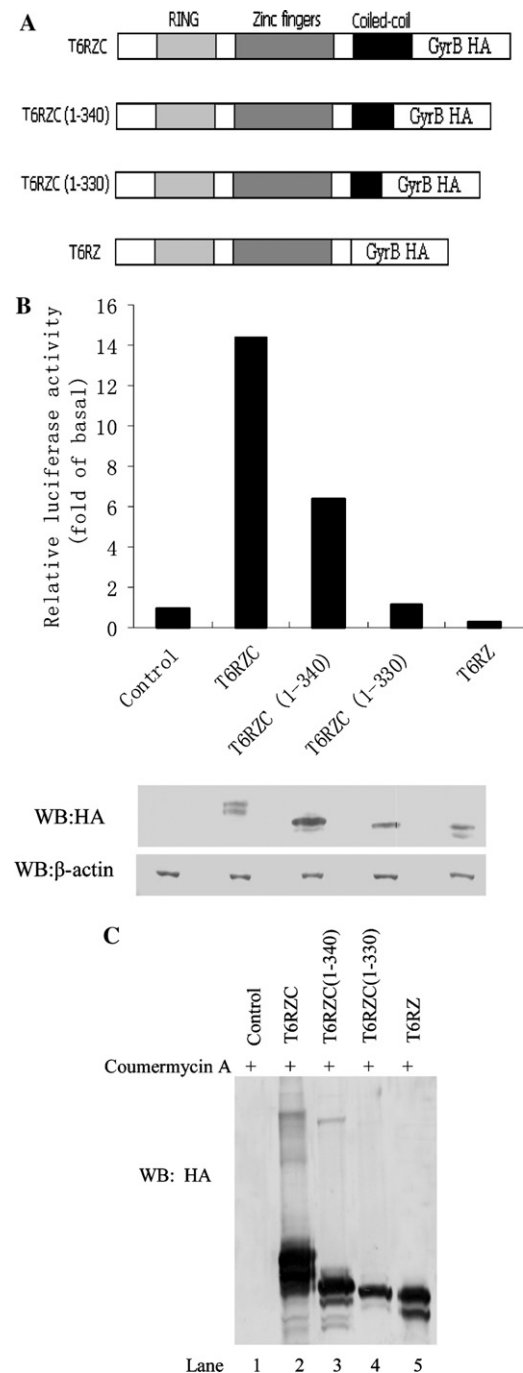 A
RING Zinc fingers Coiled-coil
T6RZC GyrB HA
T6RZC (1-340) GyrB HA
T6RZC (1-330) GyrB HA
T6RZ GyrB HA
B
Relative luciferase activity
(fold of basal)
16
14
12
10
8
6
4
2
0
Control T6RZC T6RZC (1-340) T6RZC (1-330) T6RZ
WB:HA
WB:β-actin
C
Control T6RZC T6RZC(1-340) T6RZC(1-330) T6RZ
Coumermycin A + + + + +
WB: HA
Lane 1 2 3 4 5